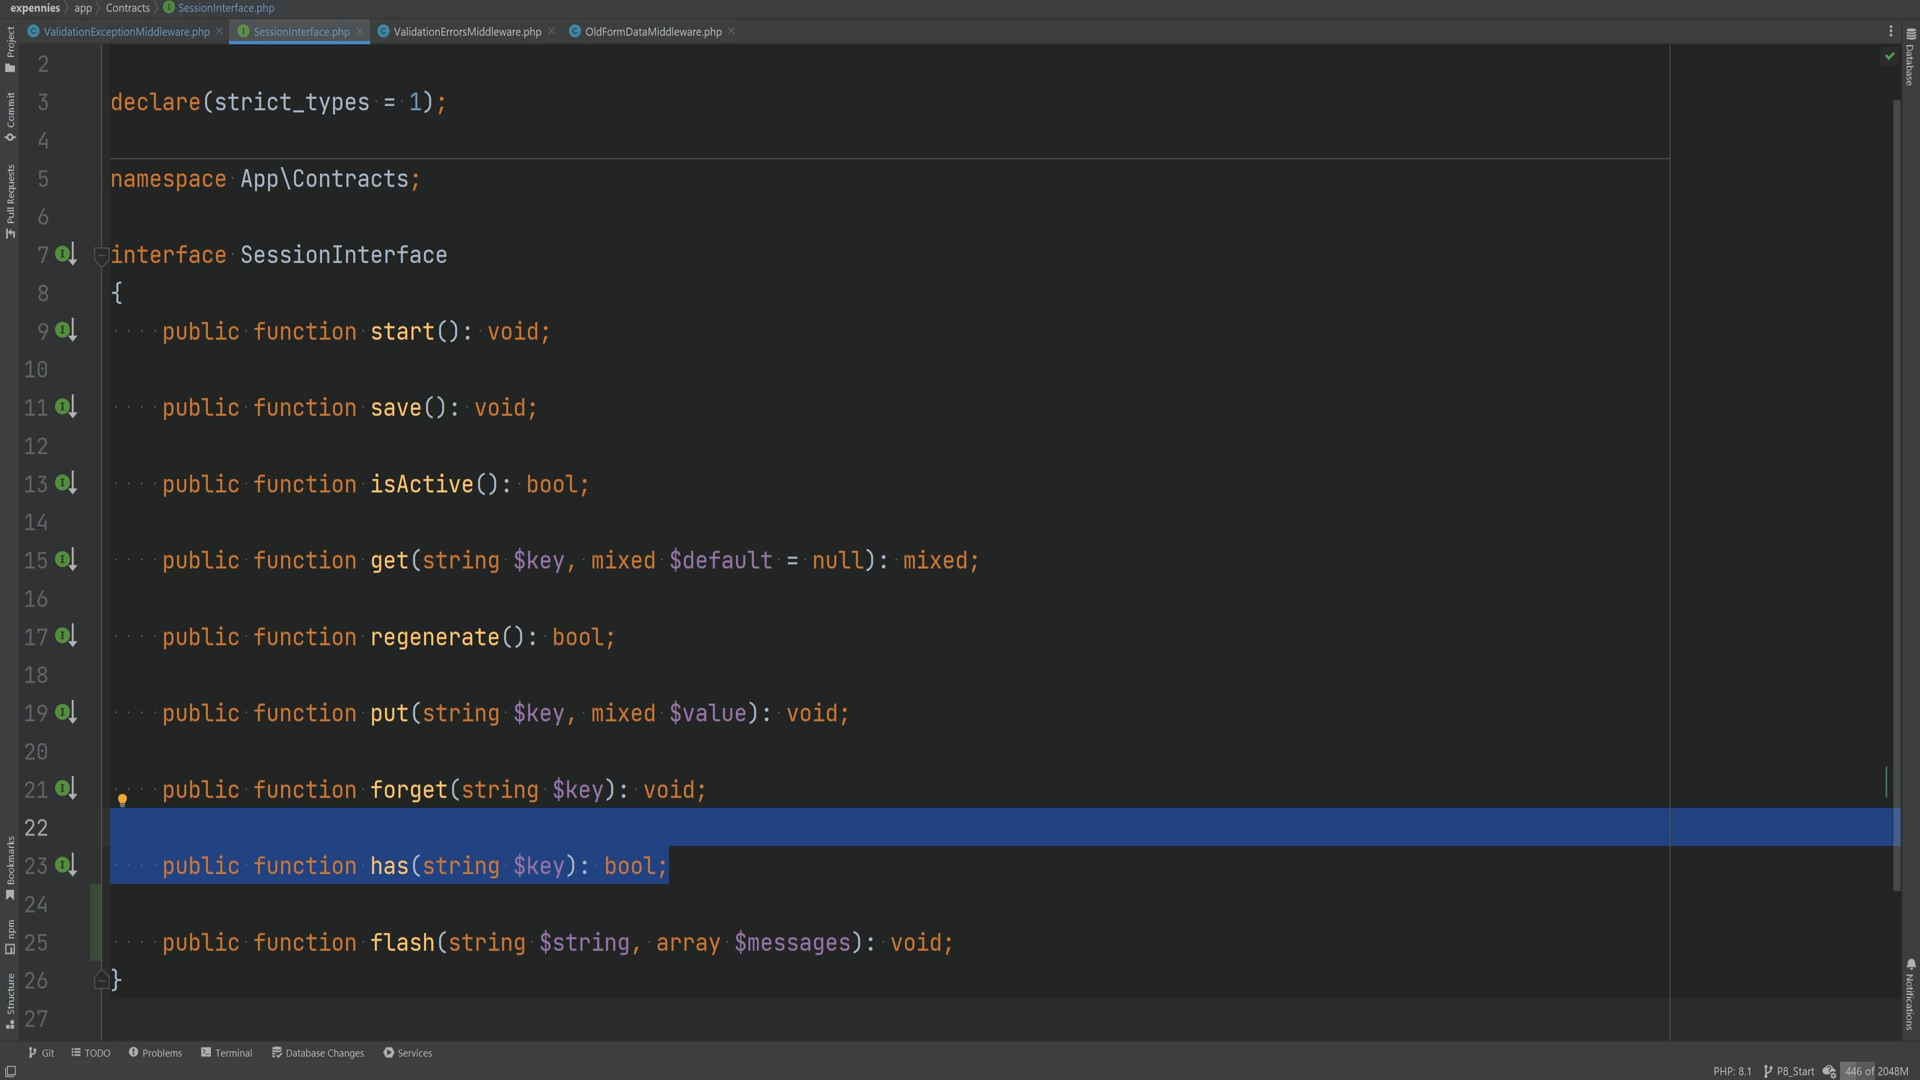 expennies app Contracts SessionInterface.php
ValidationExceptionMiddleware.php SessionInterface.php ValidationErrorsMiddleware.php OldFormDataMiddleware.php
Project
Commit
Pull Requests
Bookmarks
npm
Structure
Database
Notifications
2
3 declare(strict_types = 1);
4
5 namespace App\Contracts;
6
7 interface SessionInterface
8 {
9 public function start(): void;
10
11 public function save(): void;
12
13 public function isActive(): bool;
14
15 public function get(string $key, mixed $default = null): mixed;
16
17 public function regenerate(): bool;
18
19 public function put(string $key, mixed $value): void;
20
21 public function forget(string $key): void;
22
23 public function has(string $key): bool;
24
25 public function flash(string $string, array $messages): void;
26 }
27
Git TODO Problems Terminal Database Changes Services
PHP: 8.1 P8_Start 446 of 2048M